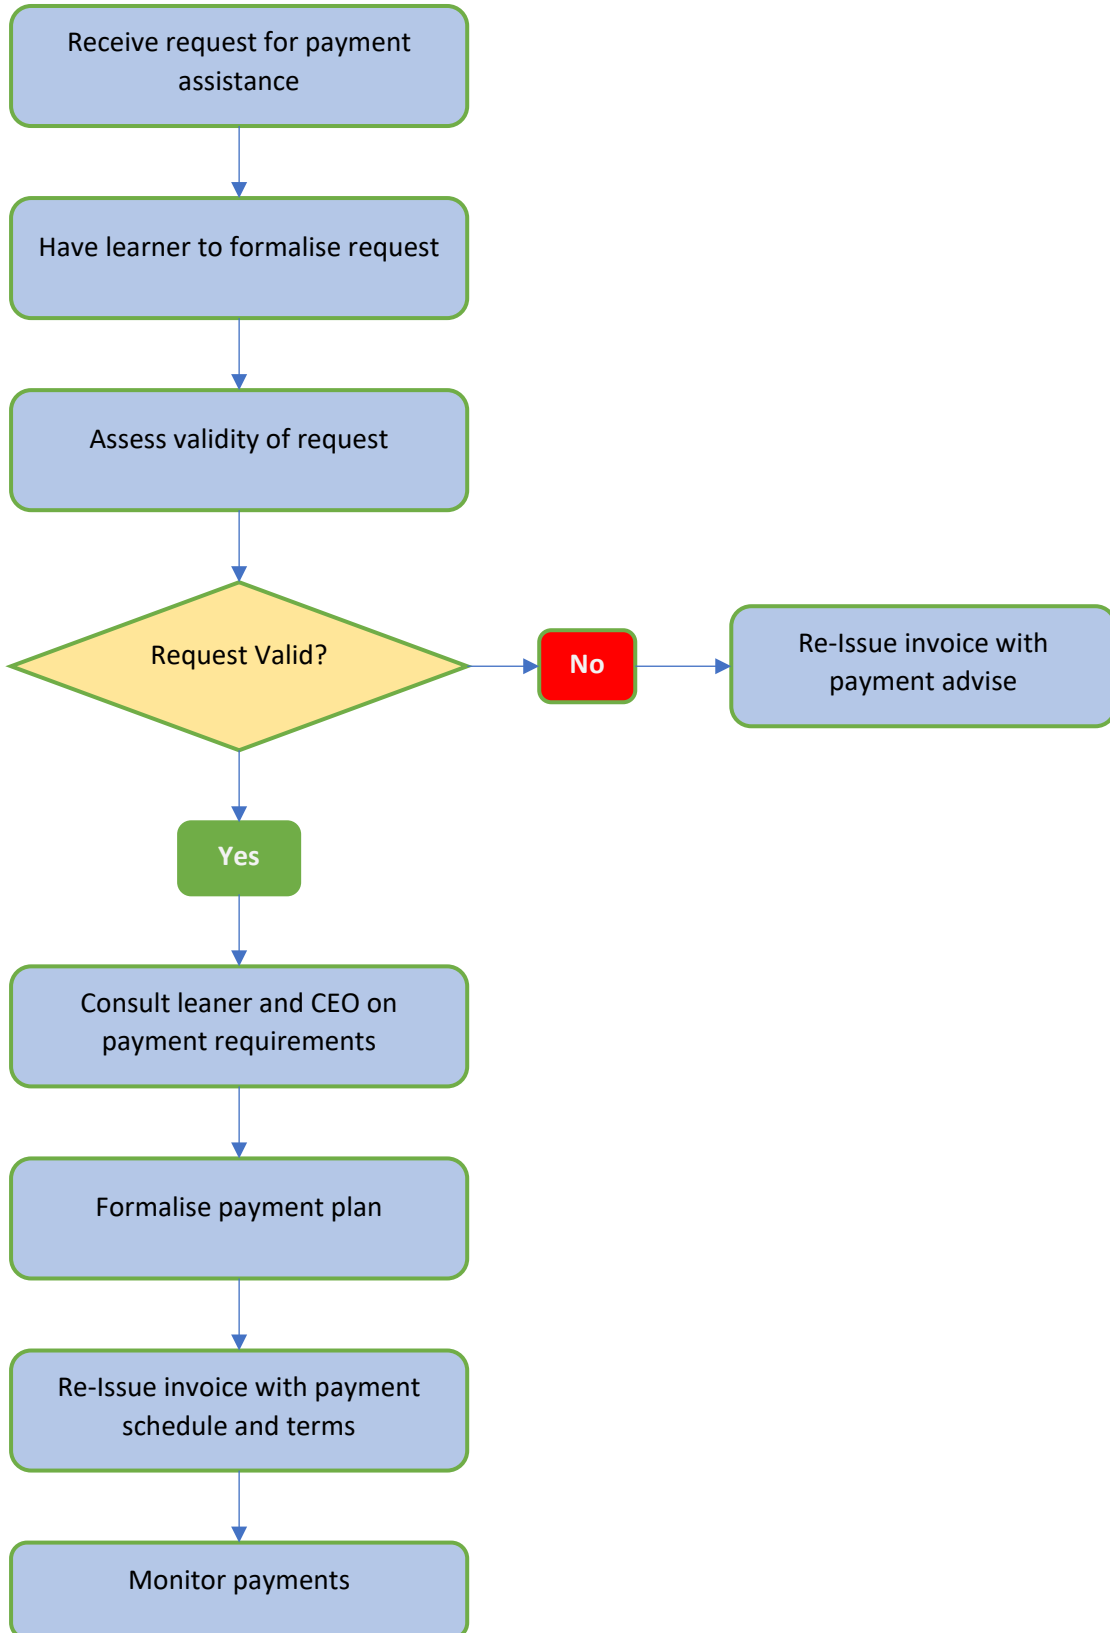 Receive request for payment
assistance
Have learner to formalise request
Assess validity of request
Request Valid?
No
Re-Issue invoice with
payment advise
Yes
Consult leaner and CEO on
payment requirements
Formalise payment plan
Re-Issue invoice with payment
schedule and terms
Monitor payments